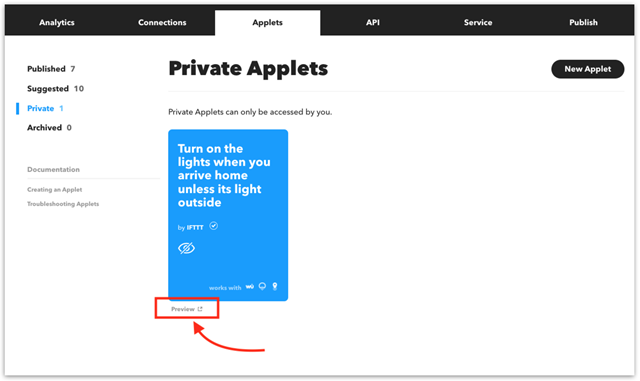 Analytics
Connections
Applets
API
Service
Publish
Published 7
Suggested 10
Private 1
Archived 0
Documentation
Creating an Applet
Troubleshooting Applets
Private Applets
New Applet
Private Applets can only be accessed by you.
Turn on the
lights when you
arrive home
unless its light
outside
by IFTTT
works with
Preview